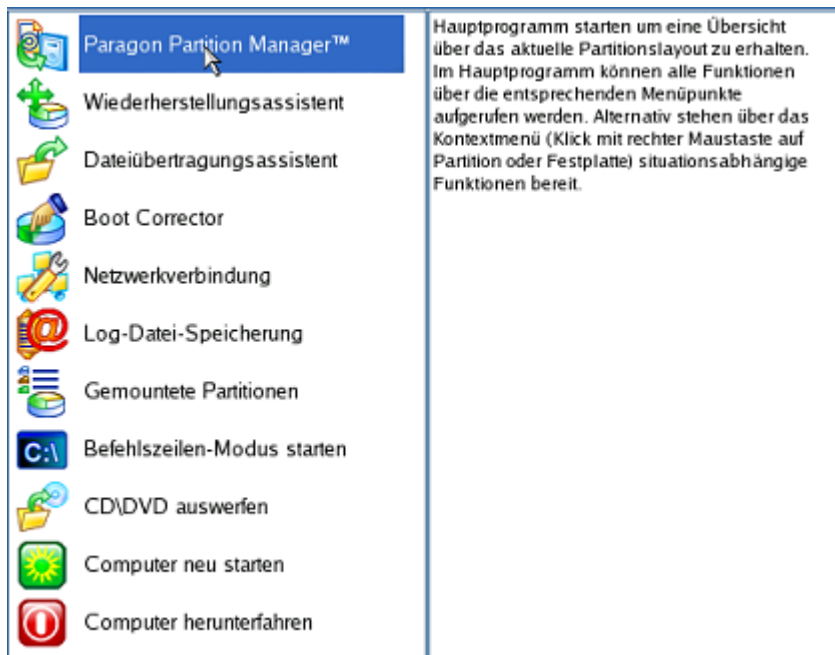 Paragon Partition Manager™
Wiederherstellungsassistent
Dateiübertragungsassistent
Boot Corrector
Netzwerkverbindung
Log-Datei-Speicherung
Gemountete Partitionen
C:\
Befehlszeilen-Modus starten
CD\DVD auswerfen
Computer neu starten
Computer herunterfahren
Hauptprogramm starten um eine Übersicht
über das aktuelle Partitionslayout zu erhalten.
Im Hauptprogramm können alle Funktionen
über die entsprechenden Menüpunkte
aufgerufen werden. Alternativ stehen über das
Kontextmenü (Klick mit rechter Maustaste auf
Partition oder Festplatte) situationsabhängige
Funktionen bereit.